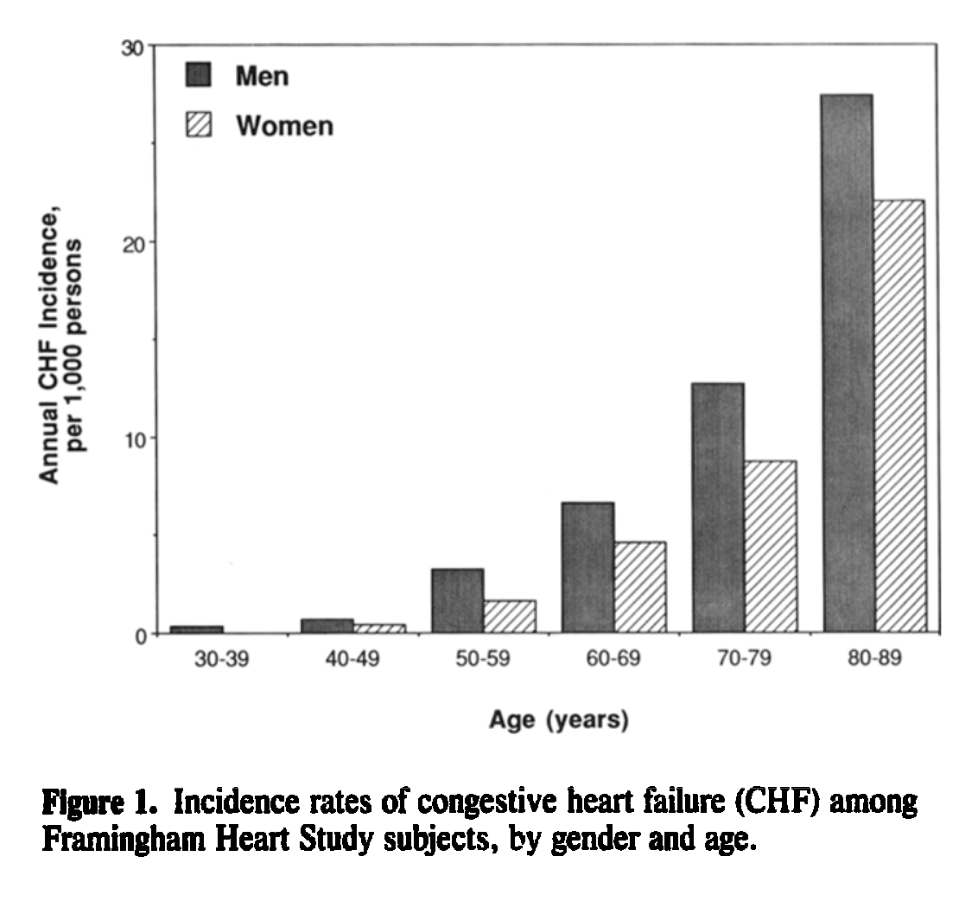 30
Men
Women
20
10
0
Annual CHF Incidence,
per 1,000 persons
30-39 40-49 50-59 60-69 70-79 80-89
Age (years)
Figure 1. Incidence rates of congestive heart failure (CHF) among
Framingham Heart Study subjects, by gender and age.